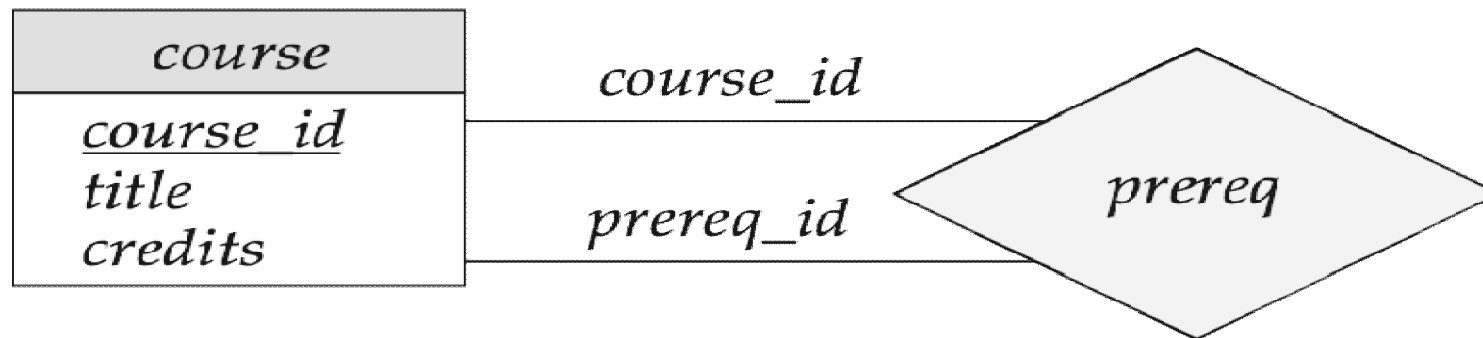 course
course_id
title
credits
course_id
prereq_id
prereq